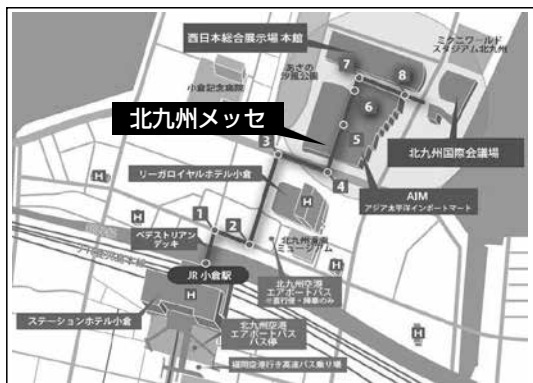 西日本総合展示場 本館
ミクニワールド
スタジアム北九州
あさの
汐風公園
7
8
小倉記念病院
6
北九州メッセ
5
北九州国際会議場
3
リーガロイヤルホテル小倉
4
AIM
アジア太平洋インポートマート
H
H
H
1
2
ペデストリアン
デッキ
北九州漫画
ミュージアム
JR 小倉駅
H
H
北九州空港
エアポートバス
H
ステーションホテル小倉
北九州空港
エアポートバス
バス停
H
福岡空港行き高速バス乗り場